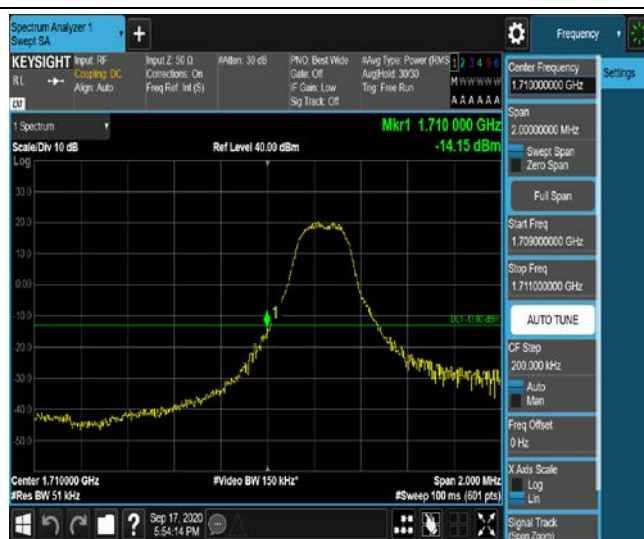 Spectrum Analyzer 1
Swept SA
+
Frequency
KEYSIGHT
RL
Input: RF
Coupling: DC
Align: Auto
Input Z: 50 Ω
Corrections: On
Freq Ref: Int (S)
#Atten: 30 dB
PNO: Best Wide
Gate: Off
IF Gain: Low
Sig Track: Off
#Avg Type: Power (RMS
Avg|Hold: 30/30
Trig: Free Run
1 2 3 4 5 6
M W W W W W
A A A A A A
1 Spectrum
Scale/Div 10 dB
Ref Level 40.00 dBm
Mkr1 1.710 000 GHz
-14.15 dBm
Log
30.0
20.0
10.0
0.00
-10.0
-20.0
-30.0
-40.0
-50.0
1
DL1 -13.00 dBm
Center 1.710000 GHz
#Video BW 150 kHz*
Span 2.000 MHz
#Res BW 51 kHz
#Sweep 100 ms (601 pts)
?
Sep 17, 2020
5:54:14 PM
Center Frequency
1.710000000 GHz
Settings
Span
2.00000000 MHz
Swept Span
Zero Span
Full Span
Start Freq
1.709000000 GHz
Stop Freq
1.711000000 GHz
AUTO TUNE
CF Step
200.000 kHz
Auto
Man
Freq Offset
0 Hz
X Axis Scale
Log
Lin
Signal Track
(Span Zoom)